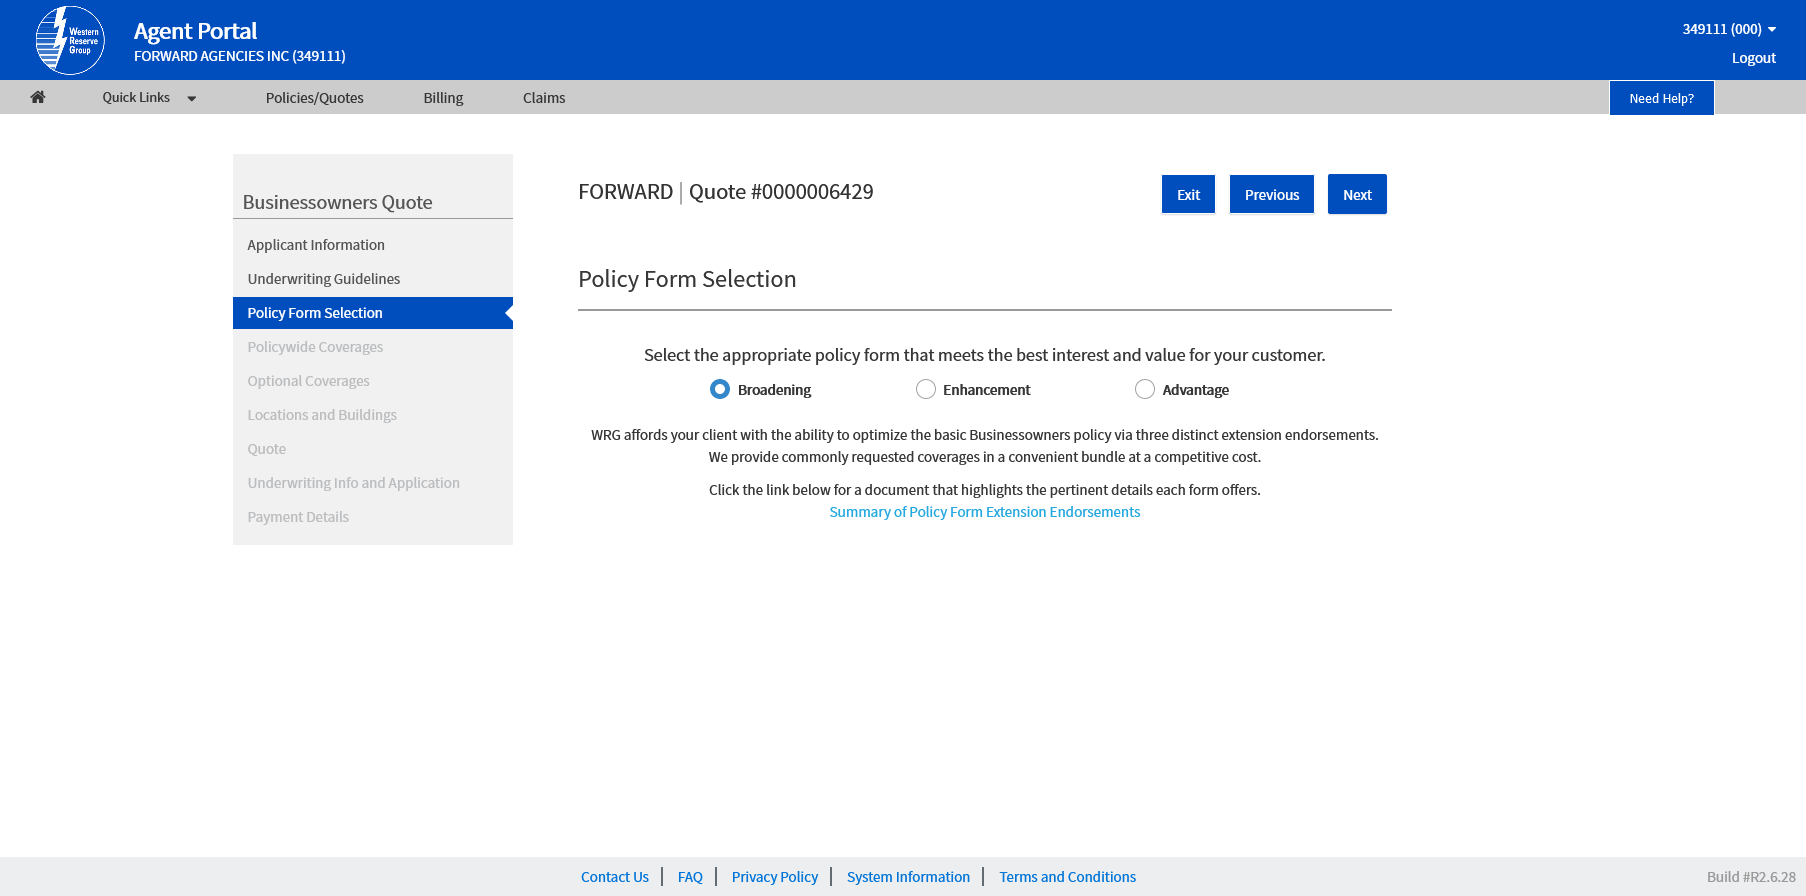 Western
Reserve
Group
Agent Portal
FORWARD AGENCIES INC (349111)
349111 (000)
Logout
Quick Links
Policies/Quotes
Billing
Claims
Need Help?
Businessowners Quote
Applicant Information
Underwriting Guidelines
Policy Form Selection
Policywide Coverages
Optional Coverages
Locations and Buildings
Quote
Underwriting Info and Application
Payment Details
FORWARD | Quote #0000006429
Exit
Previous
Next
Policy Form Selection
Select the appropriate policy form that meets the best interest and value for your customer.
Broadening
Enhancement
Advantage
WRG affords your client with the ability to optimize the basic Businessowners policy via three distinct extension endorsements.
We provide commonly requested coverages in a convenient bundle at a competitive cost.
Click the link below for a document that highlights the pertinent details each form offers.
Summary of Policy Form Extension Endorsements
Contact Us | FAQ | Privacy Policy | System Information | Terms and Conditions
Build #R2.6.28